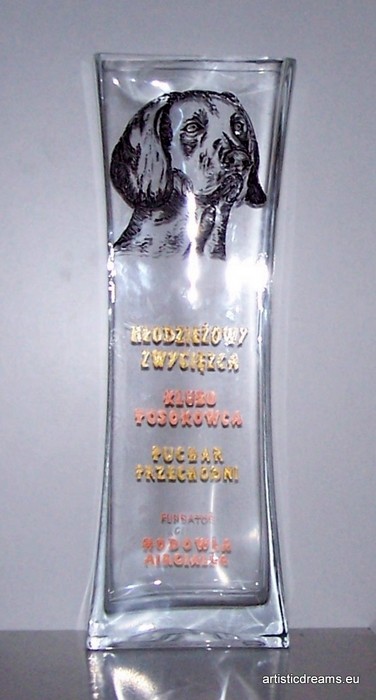 MŁODZIEŻOWY
ZWYCIĘZCA
KLUBU
POSOKOWCA
PUCHAR
PRZECHODNI
FUNDATOR
HODOWLA
artisticdreams.eu